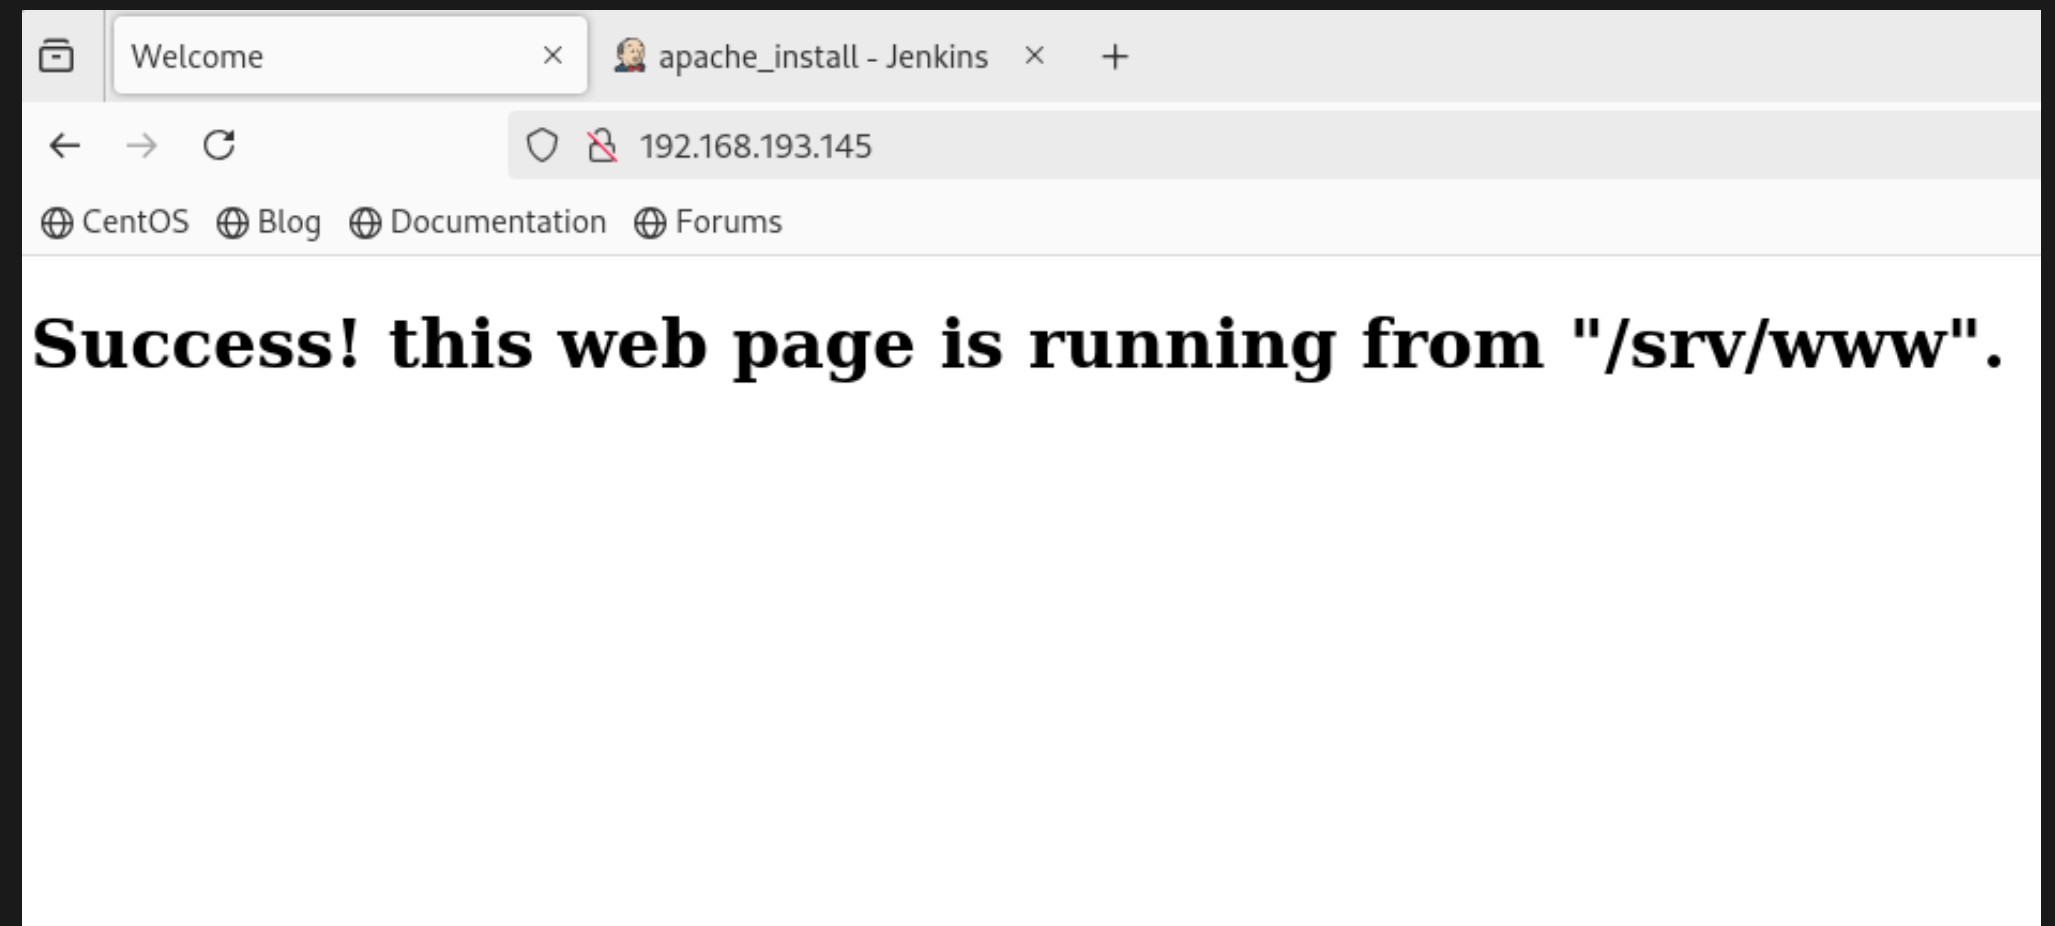 Welcome
apache_install - Jenkins
192.168.193.145
CentOS Blog Documentation Forums
Success! this web page is running from "/srv/www".